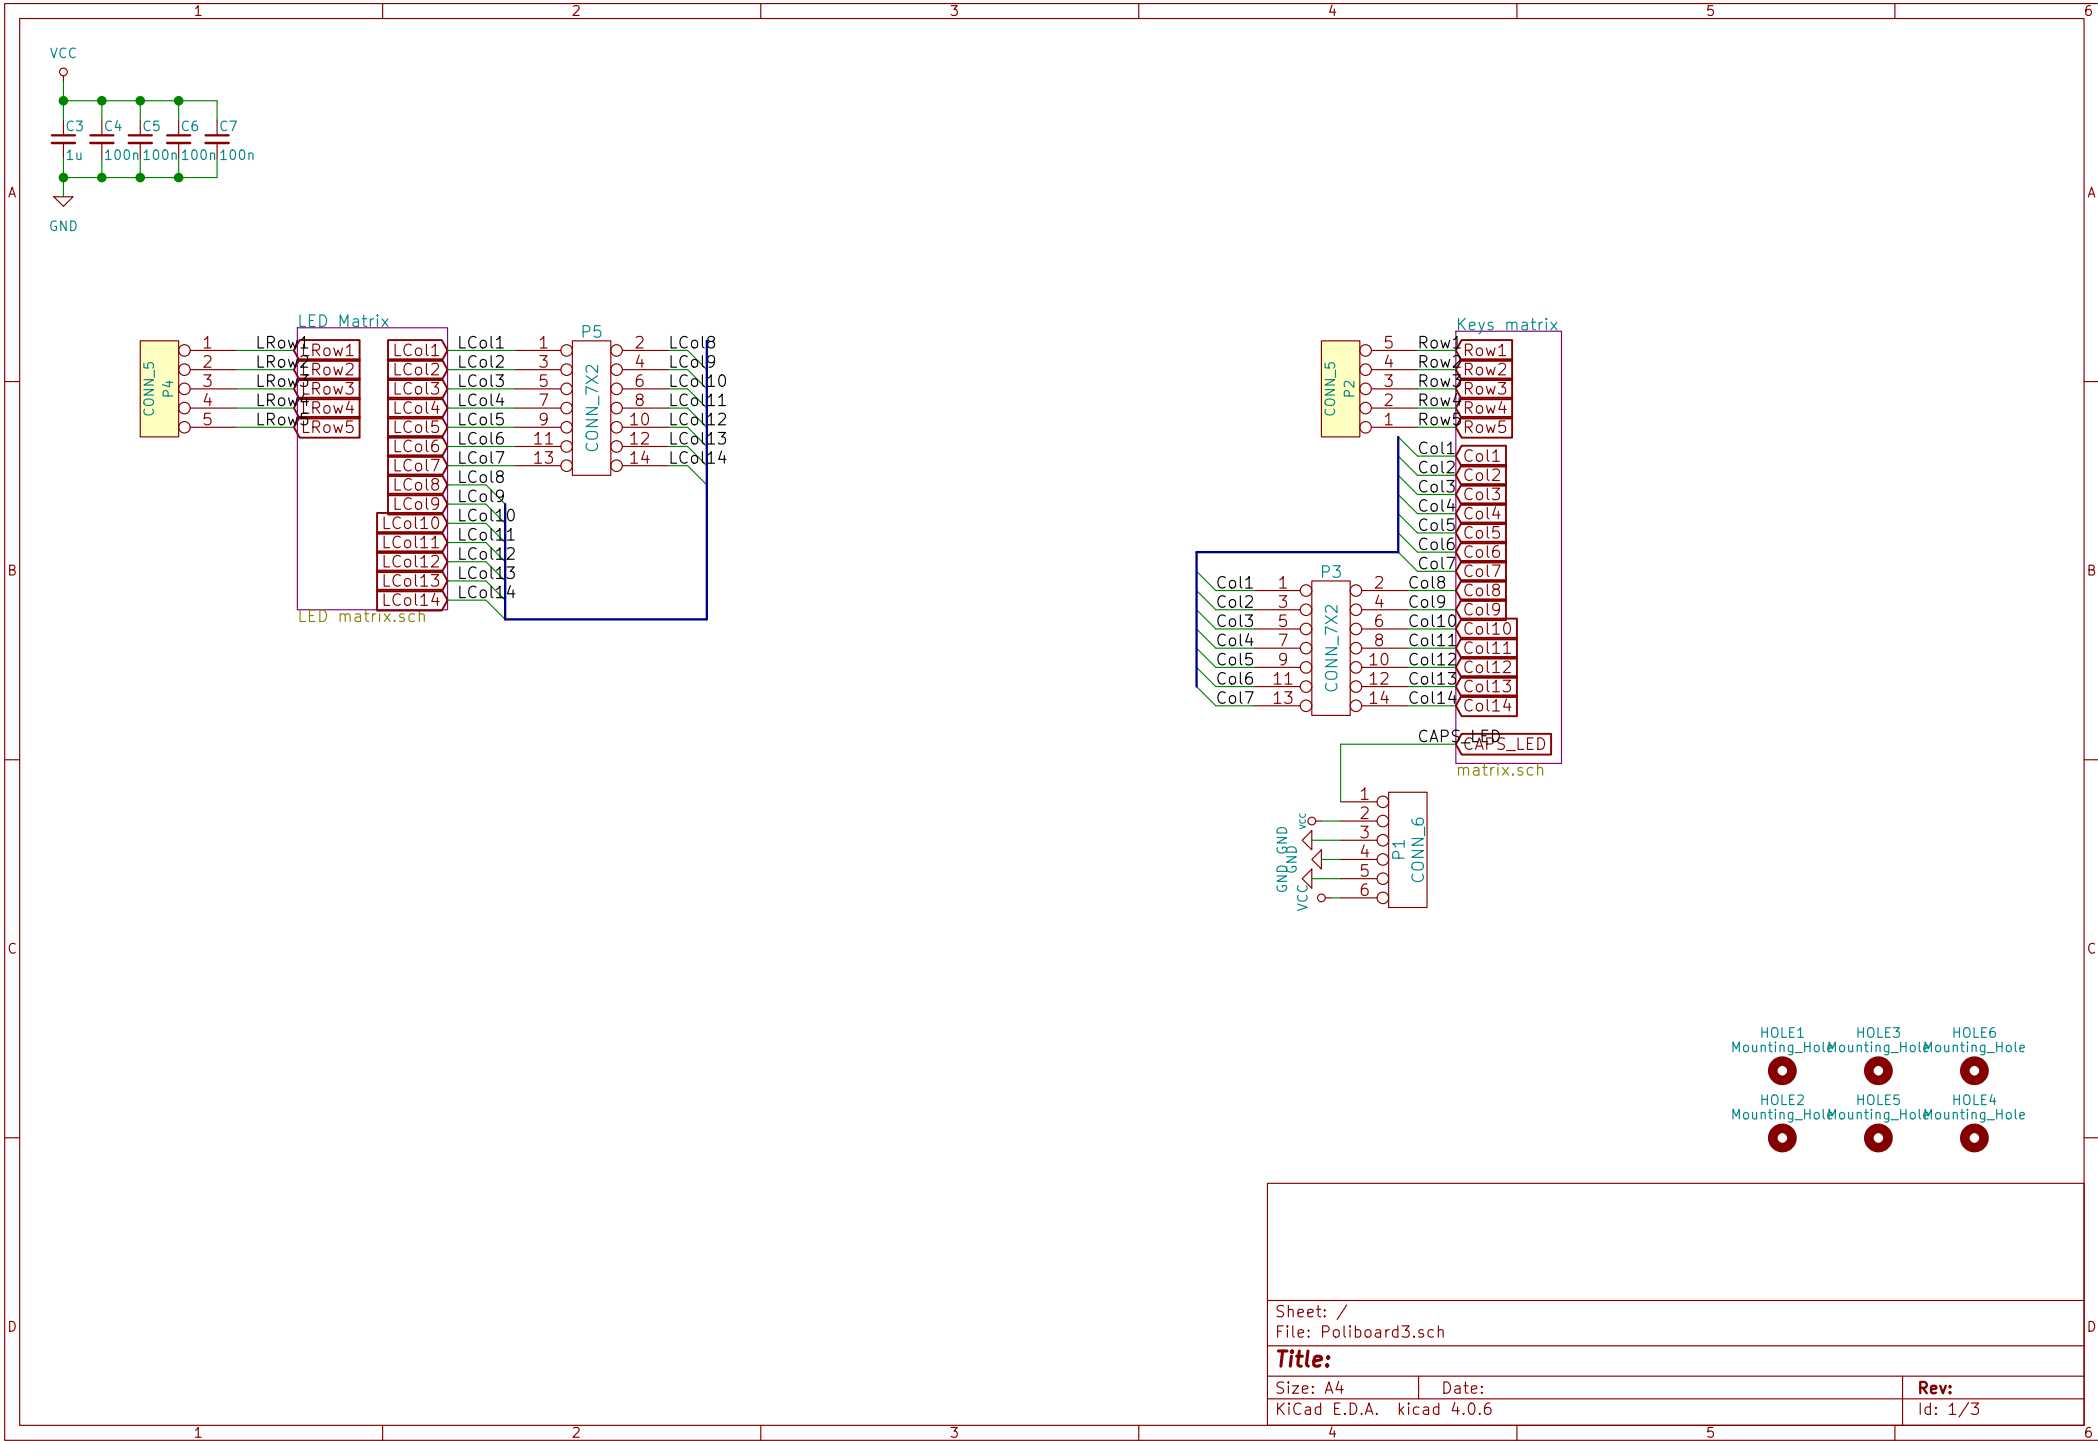 1 2 3 4 5 6
A A
B B
C C
D D
VCC
C3 C4 C5 C6 C7
1u 100n 100n 100n 100n
GND
LED Matrix
CONN_5
P4
1 LRow1 LRow1
2 LRow2 LRow2
3 LRow3 LRow3
4 LRow4 LRow4
5 LRow5 LRow5
P5
CONN_7X2
LCol1 LCol1 1 2 LCol8
LCol2 LCol2 3 4 LCol9
LCol3 LCol3 5 6 LCol10
LCol4 LCol4 7 8 LCol11
LCol5 LCol5 9 10 LCol12
LCol6 LCol6 11 12 LCol13
LCol7 LCol7 13 14 LCol14
LCol8 LCol8
LCol9 LCol9
LCol10 LCol10
LCol11 LCol11
LCol12 LCol12
LCol13 LCol13
LCol14 LCol14
LED matrix.sch
Keys matrix
CONN_5
P2
5 Row1 Row1
4 Row2 Row2
3 Row3 Row3
2 Row4 Row4
1 Row5 Row5
Col1 Col1
Col2 Col2
Col3 Col3
Col4 Col4
Col5 Col5
Col6 Col6
Col7 Col7
P3
CONN_7X2
Col1 1 2 Col8 Col8
Col2 3 4 Col9 Col9
Col3 5 6 Col10 Col10
Col4 7 8 Col11 Col11
Col5 9 10 Col12 Col12
Col6 11 12 Col13 Col13
Col7 13 14 Col14 Col14
CAPS_LED CAPS_LED
matrix.sch
1
VCC 2
GND 3
GND 4
GND 5
VCC 6
P1
CONN_6
HOLE1 HOLE3 HOLE6
Mounting_Hole Mounting_Hole Mounting_Hole
HOLE2 HOLE5 HOLE4
Mounting_Hole Mounting_Hole Mounting_Hole
Sheet: /
File: Poliboard3.sch
Title:
Size: A4 Date: Rev:
KiCad E.D.A. kicad 4.0.6 Id: 1/3
1 2 3 4 5 6